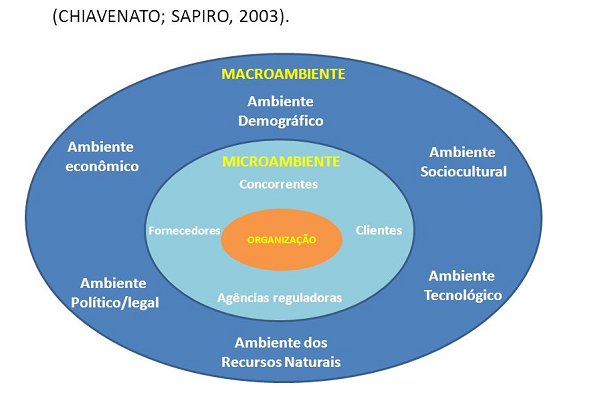 (CHIAVENATO; SAPIRO, 2003).
MACROAMBIENTE
Ambiente
Demográfico
Ambiente
econômico
Ambiente
Sociocultural
MICROAMBIENTE
Concorrentes
Fornecedores
ORGANIZAÇÃO
Clientes
Agências reguladoras
Ambiente
Político/legal
Ambiente
Tecnológico
Ambiente dos
Recursos Naturais